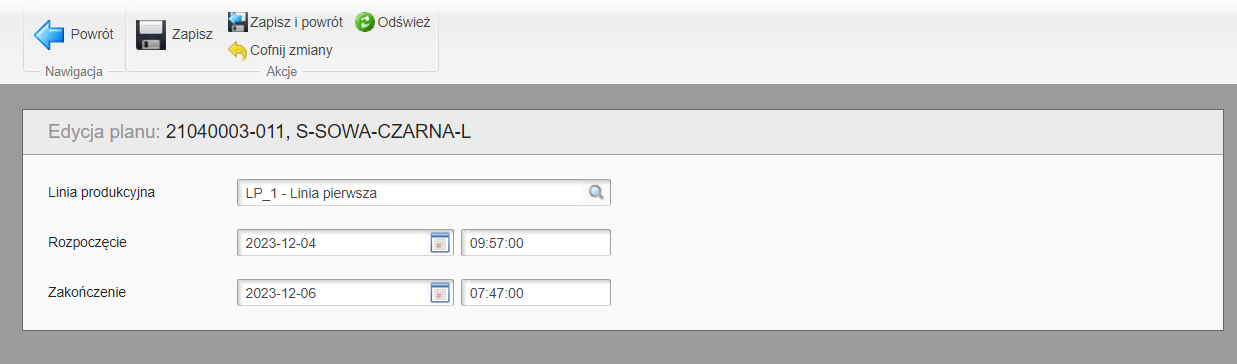 Powrót
Zapisz
Zapisz i powrót
Odśwież
Cofnij zmiany
Nawigacja
Akcje
Edycja planu: 21040003-011, S-SOWA-CZARNA-L
Linia produkcyjna LP_1 - Linia pierwsza
Rozpoczęcie 2023-12-04 09:57:00
Zakończenie 2023-12-06 07:47:00